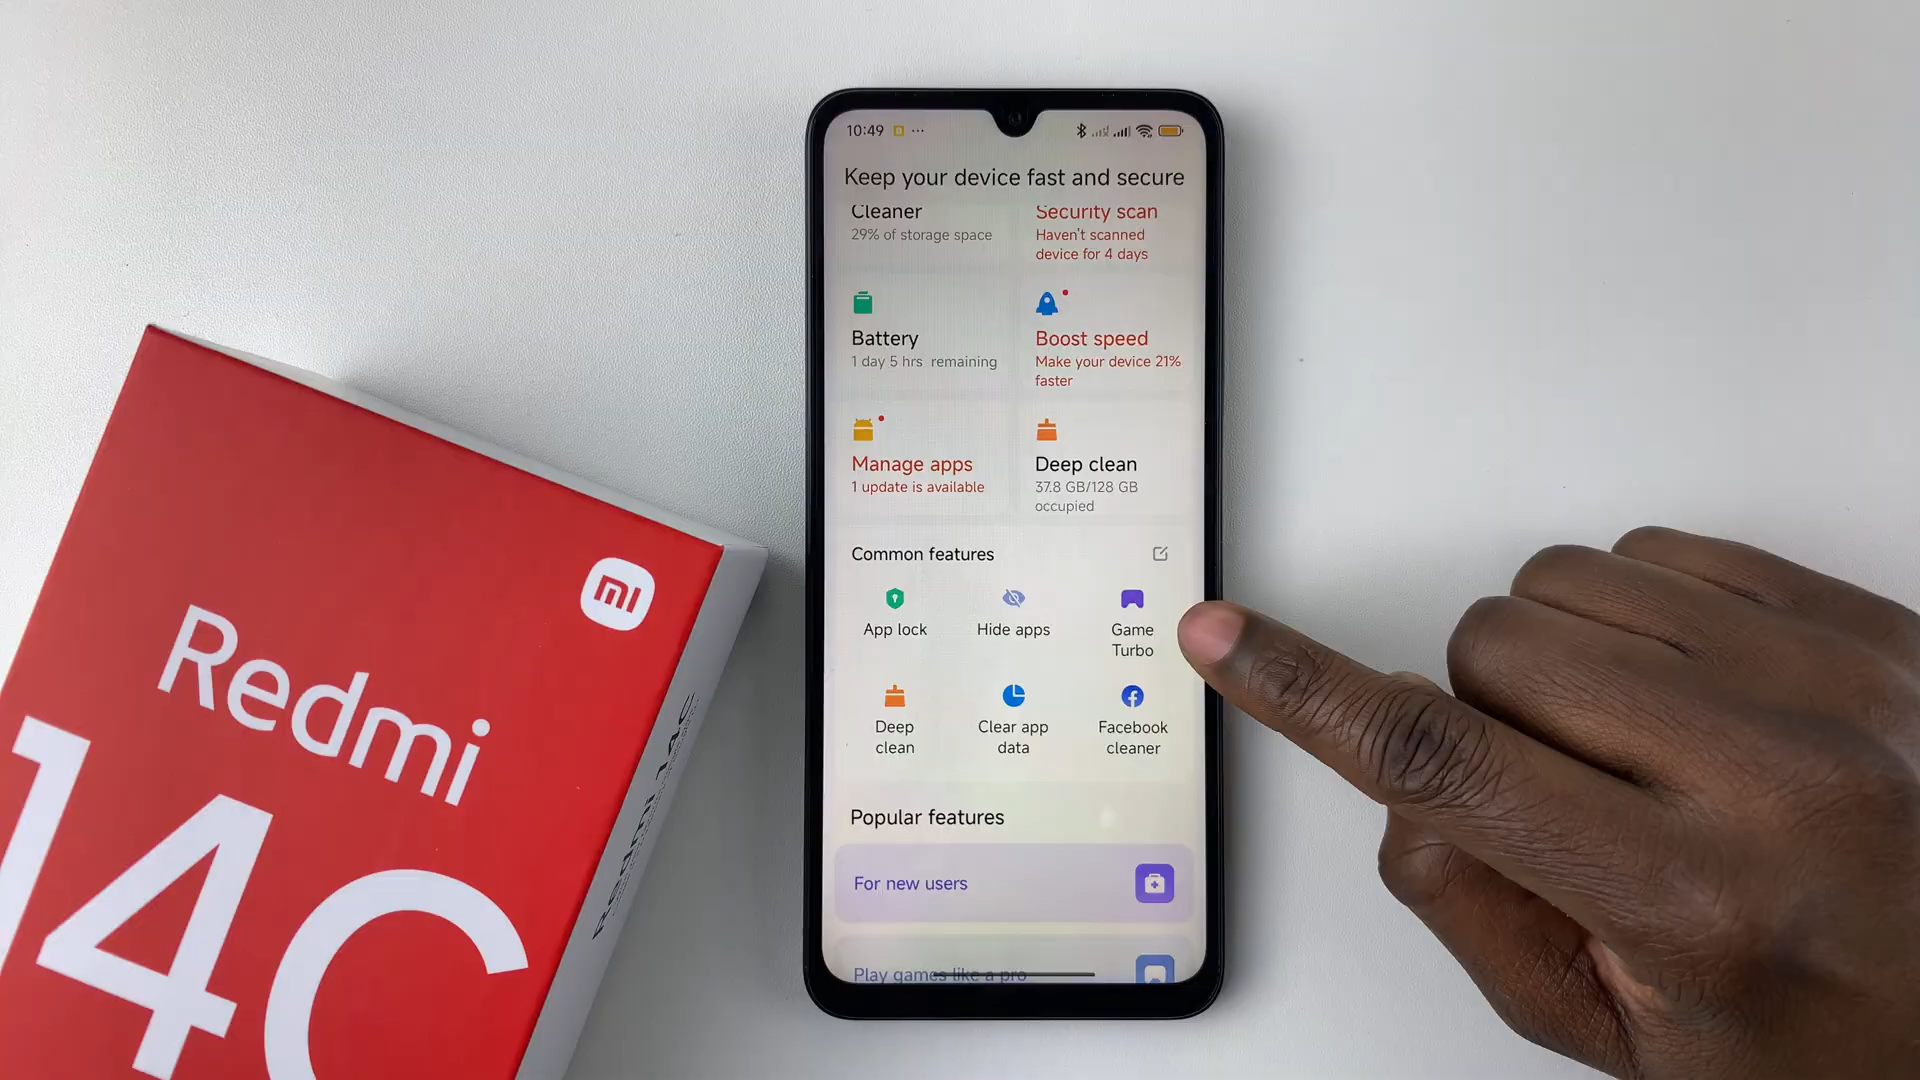 10:49
Keep your device fast and secure
Cleaner
29% of storage space
Security scan
Haven't scanned
device for 4 days
Battery
1 day 5 hrs remaining
Boost speed
Make your device 21%
faster
Manage apps
1 update is available
Deep clean
37.8 GB/128 GB
occupied
Common features
App lock
Hide apps
Game
Turbo
Deep
clean
Clear app
data
Facebook
cleaner
Popular features
For new users
Play games like a pro
mi
Redmi
14C
Redmi 14C